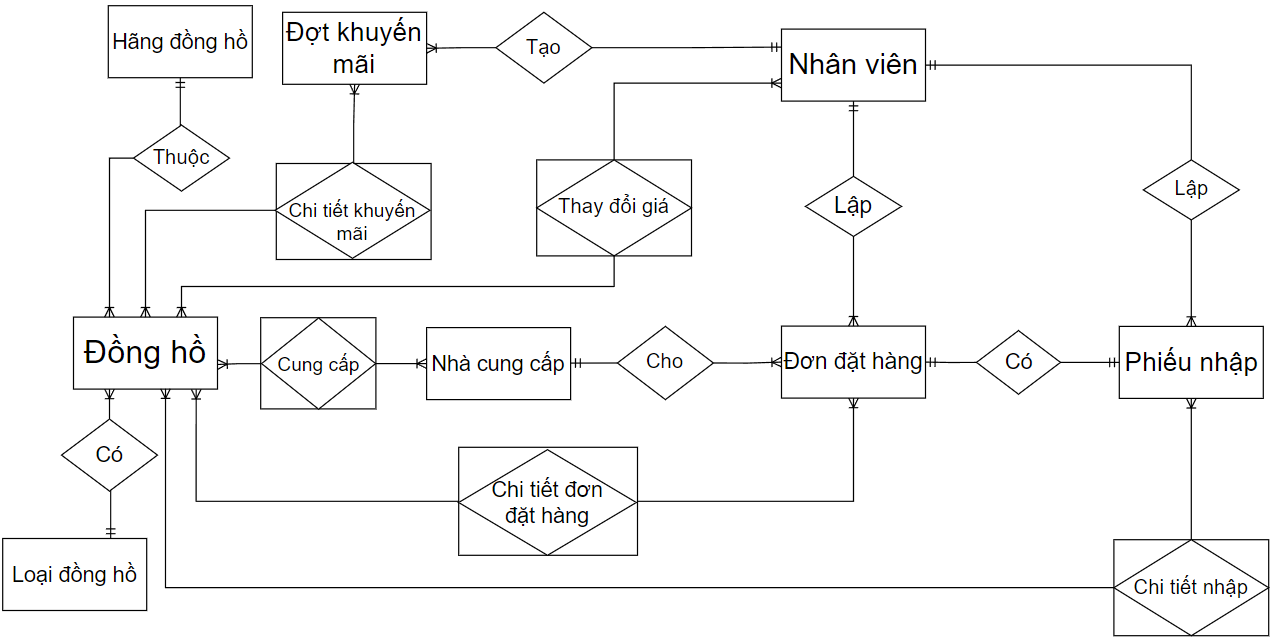 Hãng đồng hồ
Đợt khuyến
mãi
Tạo
Nhân viên
Thuộc
Chi tiết khuyến
mãi
Thay đổi giá
Lập
Lập
Đồng hồ
Cung cấp
Nhà cung cấp
Cho
Đơn đặt hàng
Có
Phiếu nhập
Có
Chi tiết đơn
đặt hàng
Loại đồng hồ
Chi tiết nhập